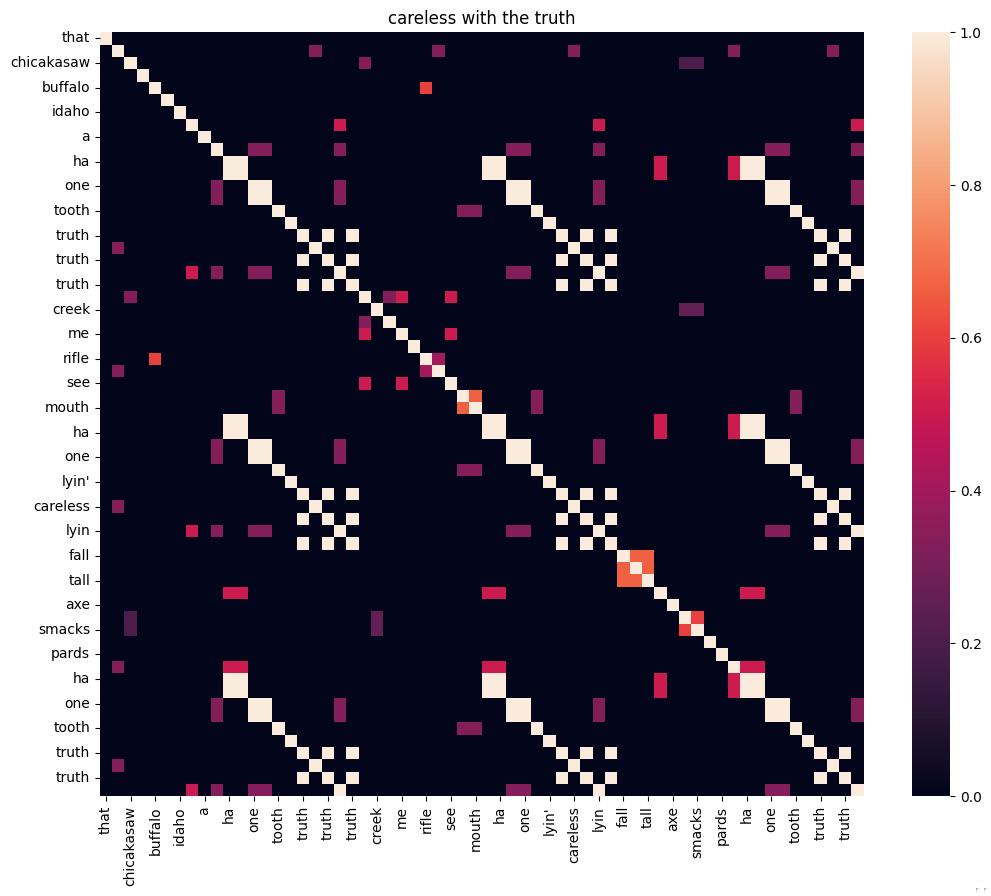 careless with the truth
that
chicakasaw
buffalo
idaho
a
ha
one
tooth
truth
truth
truth
creek
me
rifle
see
mouth
ha
one
lyin'
careless
lyin
fall
tall
axe
smacks
pards
ha
one
tooth
truth
truth
1.0
0.8
0.6
0.4
0.2
0.0
that
chicakasaw
buffalo
idaho
a
ha
one
tooth
truth
truth
truth
creek
me
rifle
see
mouth
ha
one
lyin'
careless
lyin
fall
tall
axe
smacks
pards
ha
one
tooth
truth
truth